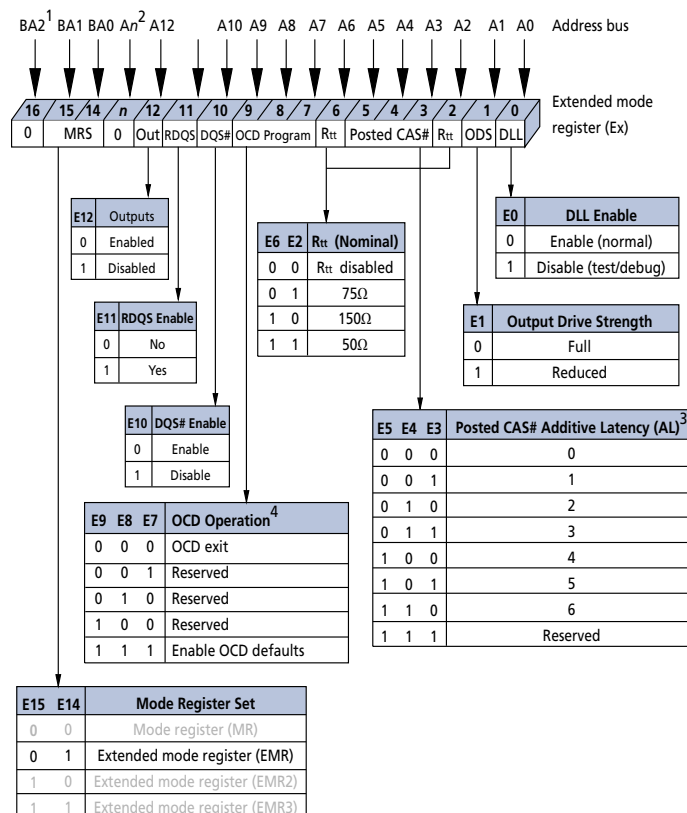 BA2¹ BA1 BA0 An² A12 A10 A9 A8 A7 A6 A5 A4 A3 A2 A1 A0 Address bus
16 15 14 n 12 11 10 9 8 7 6 5 4 3 2 1 0
0 MRS 0 Out RDQS DQS# OCD Program Rtt Posted CAS# Rtt ODS DLL
Extended mode
register (Ex)
E12 Outputs
0 Enabled
1 Disabled
E11 RDQS Enable
0 No
1 Yes
E10 DQS# Enable
0 Enable
1 Disable
E9 E8 E7 OCD Operation⁴
0 0 0 OCD exit
0 0 1 Reserved
0 1 0 Reserved
1 0 0 Reserved
1 1 1 Enable OCD defaults
E15 E14 Mode Register Set
0 0 Mode register (MR)
0 1 Extended mode register (EMR)
1 0 Extended mode register (EMR2)
1 1 Extended mode register (EMR3)
E6 E2 Rtt (Nominal)
0 0 Rtt disabled
0 1 75Ω
1 0 150Ω
1 1 50Ω
E0 DLL Enable
0 Enable (normal)
1 Disable (test/debug)
E1 Output Drive Strength
0 Full
1 Reduced
E5 E4 E3 Posted CAS# Additive Latency (AL)³
0 0 0 0
0 0 1 1
0 1 0 2
0 1 1 3
1 0 0 4
1 0 1 5
1 1 0 6
1 1 1 Reserved